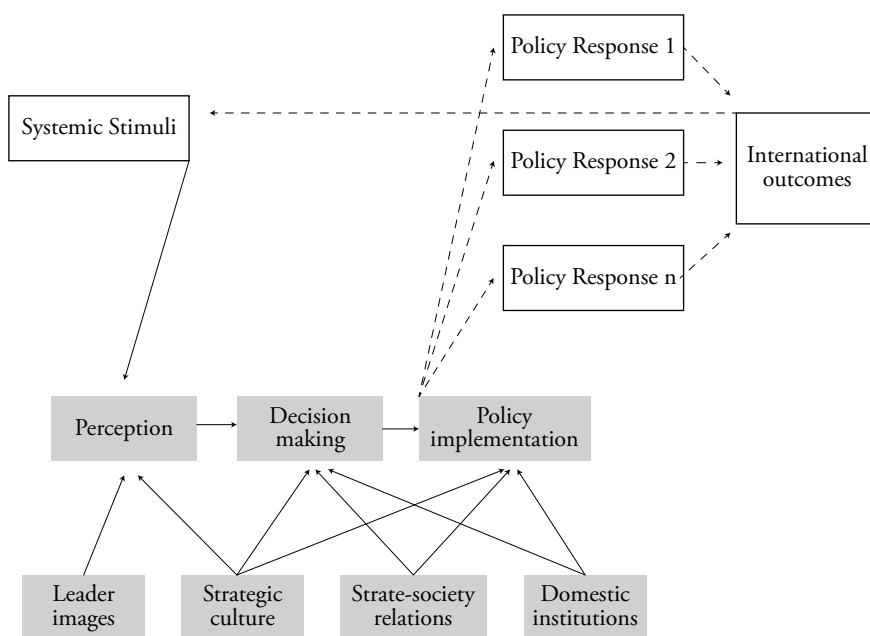 Policy Response 1
Systemic Stimuli
Policy Response 2
International
outcomes
Policy Response n
Perception
Decision
making
Policy
implementation
Leader
images
Strategic
culture
Strate-society
relations
Domestic
institutions